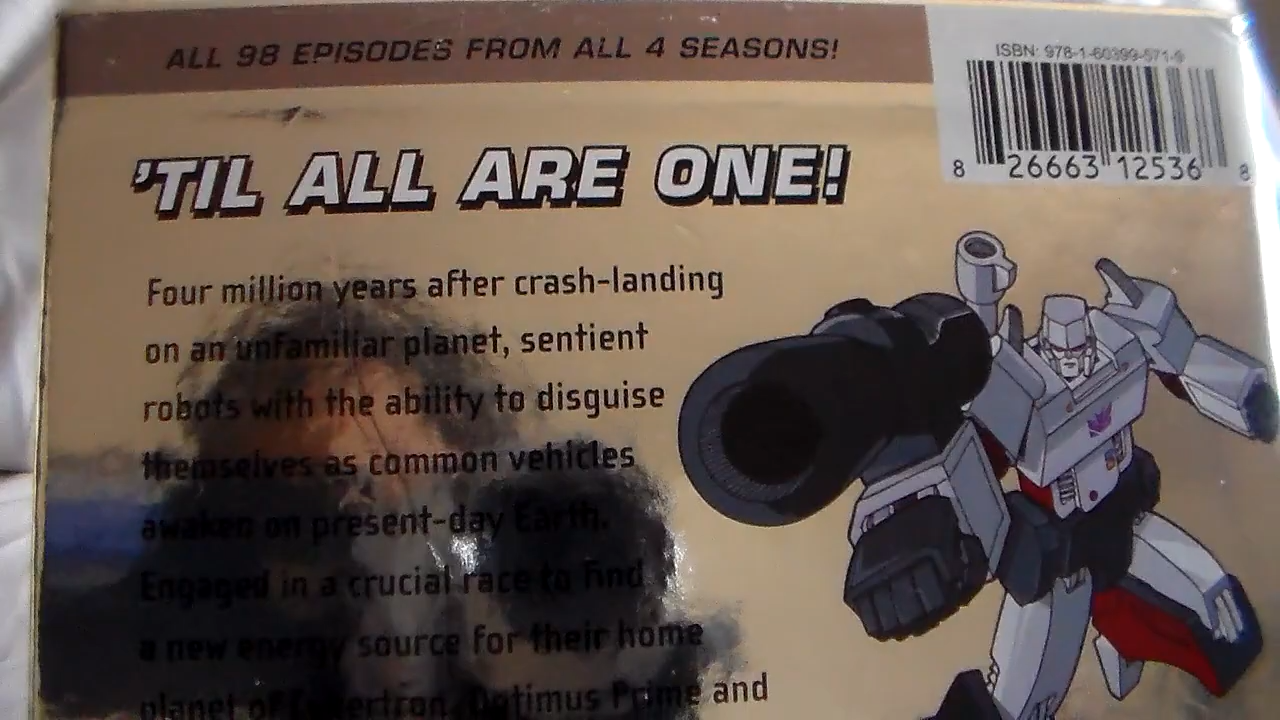 ALL 98 EPISODES FROM ALL 4 SEASONS!
ISBN: 978-1-60399-571-9
8 26663 12536 8
'TIL ALL ARE ONE!
Four million years after crash-landing
on an unfamiliar planet, sentient
robots with the ability to disguise
themselves as common vehicles
awaken on present-day Earth.
Engaged in a crucial race to find
a new energy source for their home
planet of Cybertron, Optimus Prime and